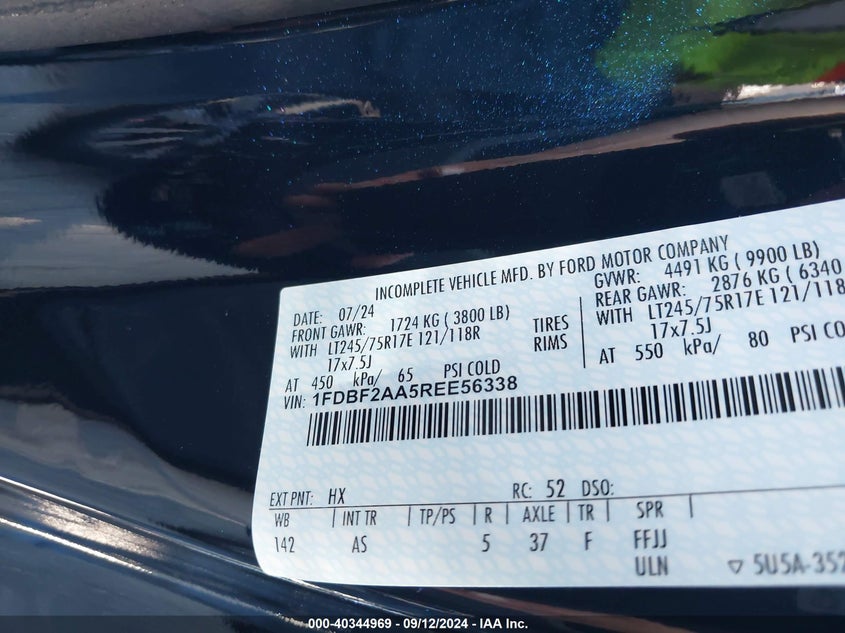 INCOMPLETE VEHICLE MFD. BY FORD MOTOR COMPANY
DATE: 07/24 GVWR: 4491 KG ( 9900 LB)
FRONT GAWR: 1724 KG ( 3800 LB) REAR GAWR: 2876 KG ( 6340
WITH LT245/75R17E 121/118R TIRES WITH LT245/75R17E 121/118
17x7.5J RIMS 17x7.5J
AT 450 kPa/ 65 PSI COLD AT 550 kPa/ 80 PSI CO
VIN: 1FDBF2AA5REE56338
EXT PNT: HX RC: 52 DSO:
WB | INT TR | TP/PS | R | AXLE | TR | SPR |
142 AS 5 37 F FFJJ
ULN ▽ 5U5A-352
000-40344969 - 09/12/2024 - IAA Inc.